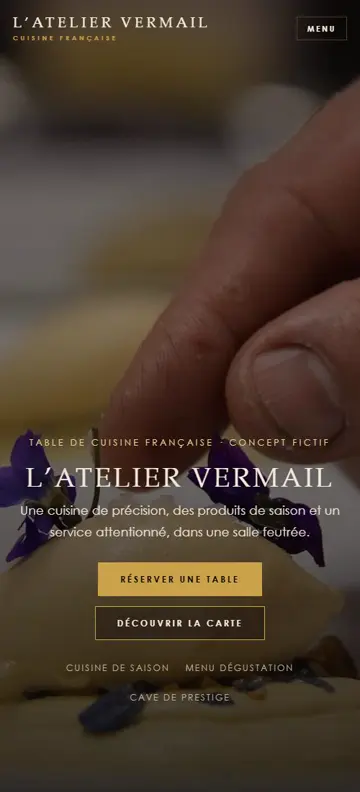 L’ATELIER VERMAIL
CUISINE FRANÇAISE
MENU
TABLE DE CUISINE FRANÇAISE - CONCEPT FICTIF
L’ATELIER VERMAIL
Une cuisine de précision, des produits de saison et un
service attentionné, dans une salle feutrée.
RÉSERVER UNE TABLE
DÉCOUVRIR LA CARTE
CUISINE DE SAISON MENU DÉGUSTATION
CAVE DE PRESTIGE